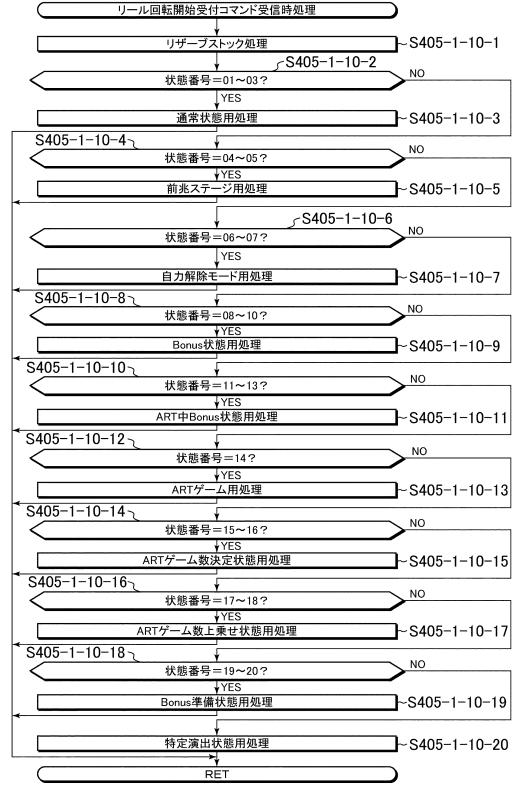 リール回転開始受付コマンド受信時処理
リザーブストック処理
S405-1-10-1
S405-1-10-2
状態番号=01～03?
NO
YES
通常状態用処理
S405-1-10-3
S405-1-10-4
状態番号=04～05?
NO
YES
前兆ステージ用処理
S405-1-10-5
S405-1-10-6
状態番号=06～07?
NO
YES
自力解除モード用処理
S405-1-10-7
S405-1-10-8
状態番号=08～10?
NO
YES
Bonus状態用処理
S405-1-10-9
S405-1-10-10
状態番号=11～13?
NO
YES
ART中Bonus状態用処理
S405-1-10-11
S405-1-10-12
状態番号=14?
NO
YES
ARTゲーム用処理
S405-1-10-13
S405-1-10-14
状態番号=15～16?
NO
YES
ARTゲーム数決定状態用処理
S405-1-10-15
S405-1-10-16
状態番号=17～18?
NO
YES
ARTゲーム数上乗せ状態用処理
S405-1-10-17
S405-1-10-18
状態番号=19～20?
NO
YES
Bonus準備状態用処理
S405-1-10-19
特定演出状態用処理
S405-1-10-20
RET